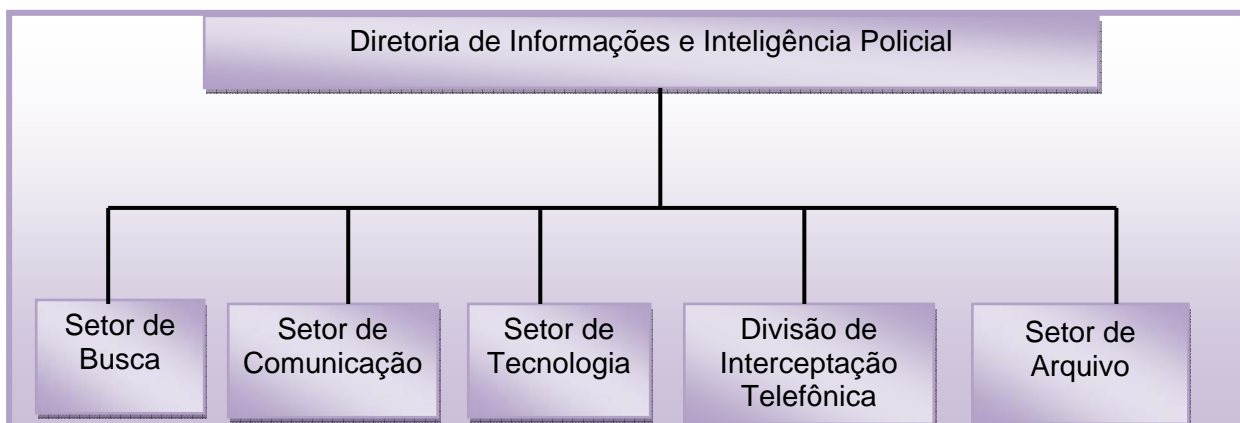 Diretoria de Informações e Inteligência Policial
Setor de
Busca
Setor de
Comunicação
Setor de
Tecnologia
Divisão de
Interceptação
Telefônica
Setor de
Arquivo